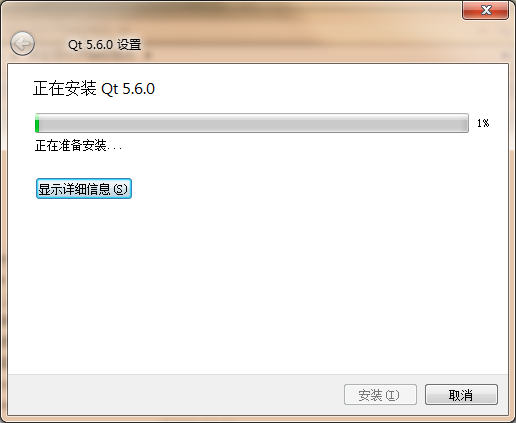 Qt 5.6.0 设置
正在安装 Qt 5.6.0
1%
正在准备安装...
显示详细信息(S)
安装(I)
取消